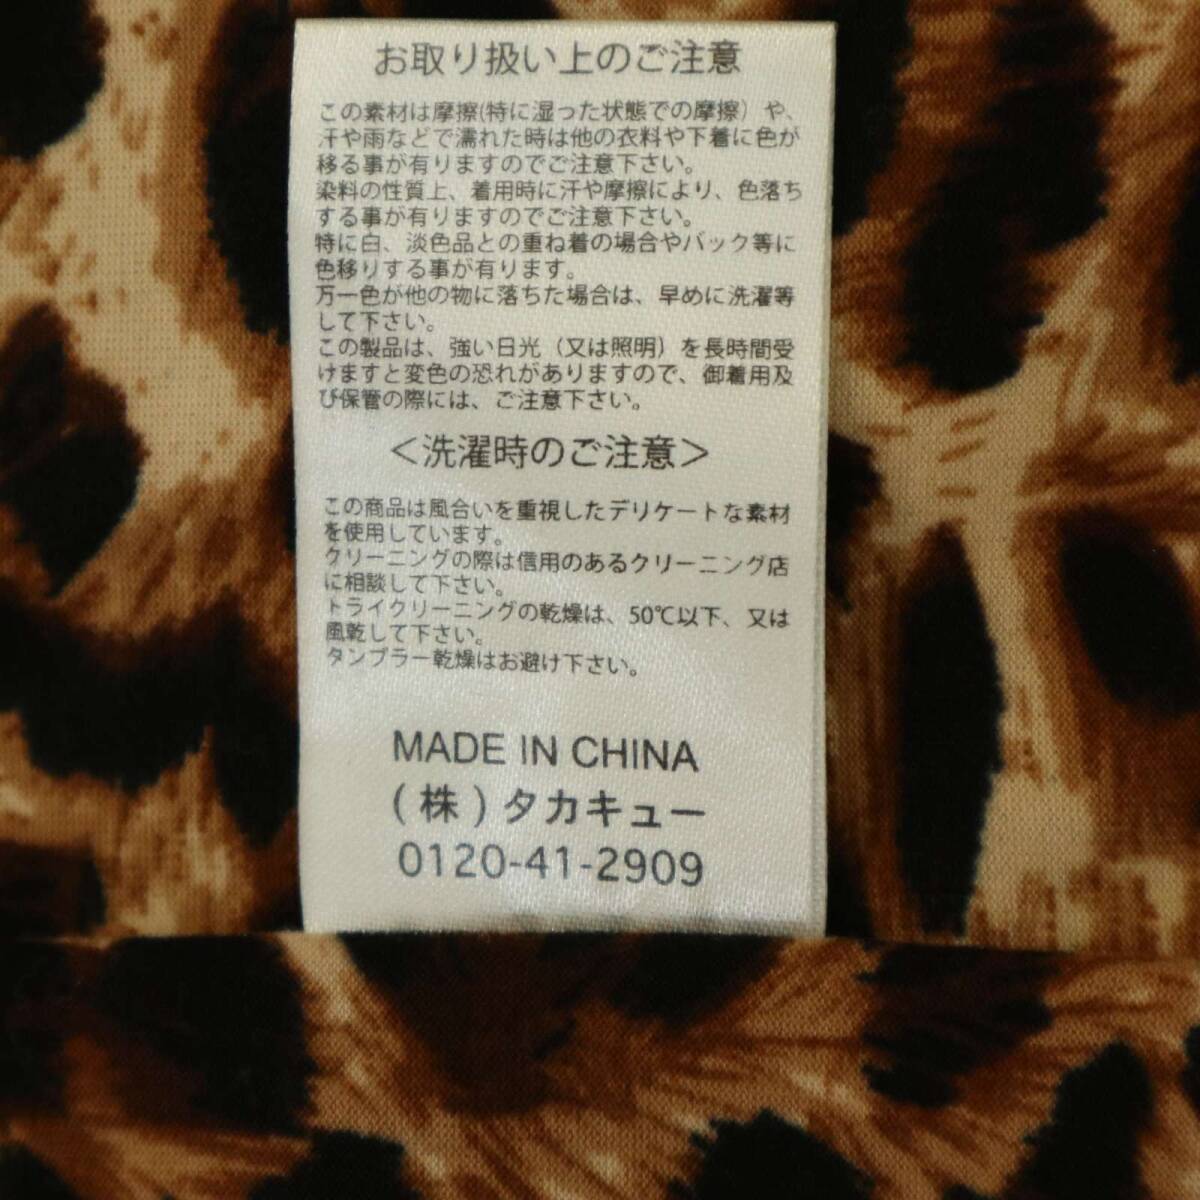 お取り扱い上のご注意
この素材は摩擦(特に湿った状態での摩擦）や、
汗や雨などで濡れた時は他の衣料や下着に色が
移る事が有りますのでご注意下さい。
染料の性質上、着用時に汗や摩擦により、色落ち
する事が有りますのでご注意下さい。
特に白、淡色品との重ね着の場合やバック等に
色移りする事が有ります。
万一色が他の物に落ちた場合は、早めに洗濯等
して下さい。
この製品は、強い日光（又は照明）を長時間受
けますと変色の恐れがありますので、御着用及
び保管の際には、ご注意下さい。
＜洗濯時のご注意＞
この商品は風合いを重視したデリケートな素材
を使用しています。
クリーニングの際は信用のあるクリーニング店
に相談して下さい。
トライクリーニングの乾燥は、50℃以下、又は
風乾して下さい。
タンブラー乾燥はお避け下さい。
MADE IN CHINA
(株)タカキュー
0120-41-2909